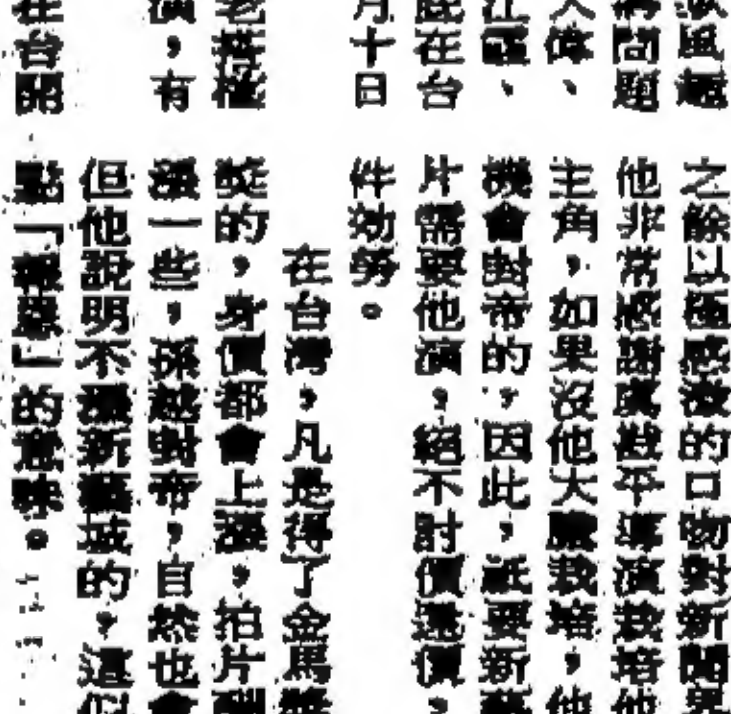 風
問題
大偉、
江、
底在台
月十日
老搭檔
演,有
在台開
之餘以極感激的口吻對新聞界
他非常感謝虞戡平導演栽培他
主角,如果沒他大膽栽培,他
機會封帝的,因此,祇要新藝
片需要他演,絕不討價還價,
件効勞。
在台灣,凡是得了金馬獎
獎的,身價都會上漲,拍片酬
漲一些,孫越封帝,自然也會
但他說明不漲新藝城的,這似
點「報恩」的意味。